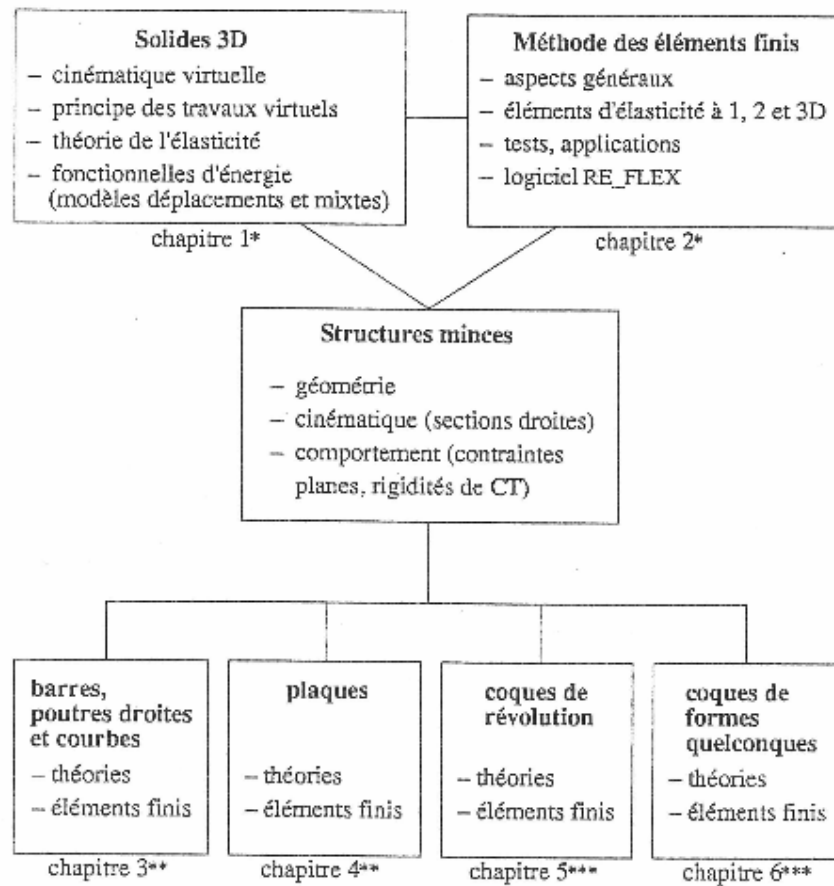 Solides 3D
– cinématique virtuelle
– principe des travaux virtuels
– théorie de l'élasticité
– fonctionnelles d'énergie
(modèles déplacements et mixtes)
chapitre 1*
Méthode des éléments finis
– aspects généraux
– éléments d'élasticité à 1, 2 et 3D
– tests, applications
– logiciel RE_FLEX
chapitre 2*
Structures minces
– géométrie
– cinématique (sections droites)
– comportement (contraintes
planes, rigidités de CT)
barres,
poutres droites
et courbes
– théories
– éléments finis
chapitre 3**
plaques
– théories
– éléments finis
chapitre 4**
coques de
révolution
– théories
– éléments finis
chapitre 5***
coques de
formes
quelconques
– théories
– éléments finis
chapitre 6***